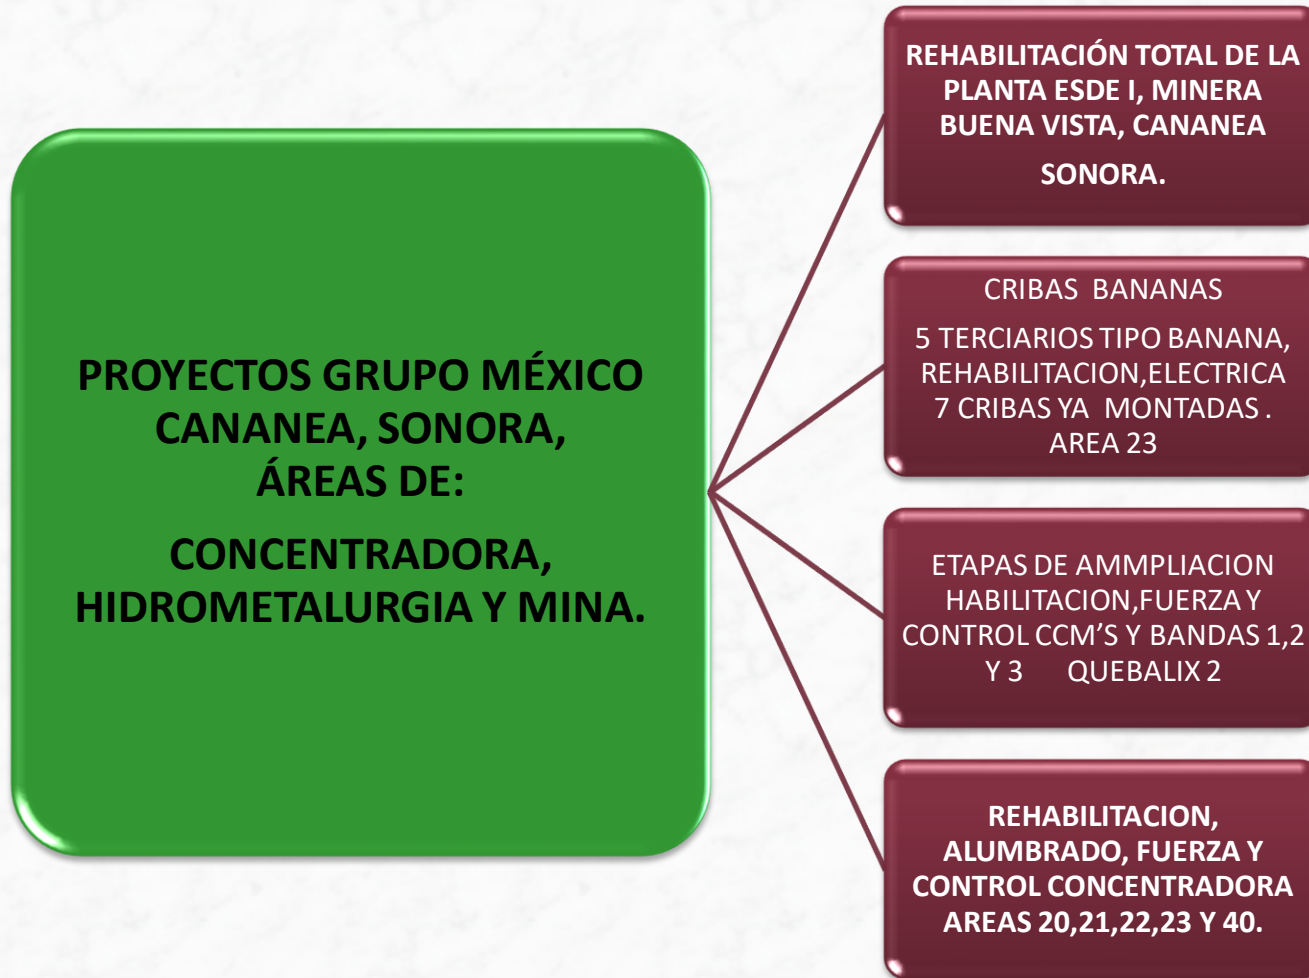 PROYECTOS GRUPO MÉXICO
CANANEA, SONORA,
ÁREAS DE:
CONCENTRADORA,
HIDROMETALURGIA Y MINA.
REHABILITACIÓN TOTAL DE LA
PLANTA ESDE I, MINERA
BUENA VISTA, CANANEA
SONORA.
CRIBAS BANANAS
5 TERCIARIOS TIPO BANANA,
REHABILITACION,ELECTRICA
7 CRIBAS YA MONTADAS .
AREA 23
ETAPAS DE AMMPLIACION
HABILITACION,FUERZA Y
CONTROL CCM'S Y BANDAS 1,2
Y 3 QUEBALIX 2
REHABILITACION,
ALUMBRADO, FUERZA Y
CONTROL CONCENTRADORA
AREAS 20,21,22,23 Y 40.